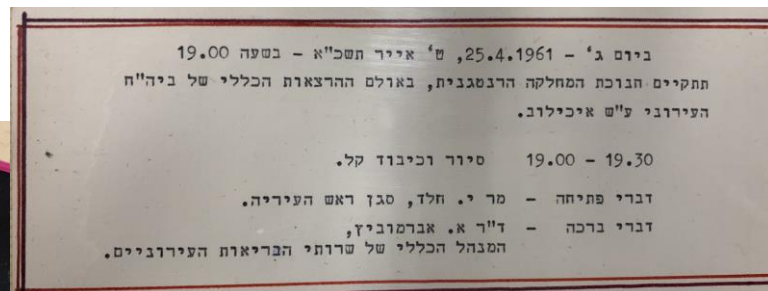 ביום ג' - 25.4.1961, ט' אייר תשכ"א - בשעה 19.00
תתקיים חנוכת המחלקה הרנטגנית, באולם ההרצאות הכללי של ביה"ח
העירוני ע"ש איכילוב.
19.00 - 19.30 סיור וכיבוד קל.
דברי פתיחה - מר י. חלד, סגן ראש העיריה.
דברי ברכה - ד"ר א. אברמוביץ,
המנהל הכללי של שרותי הבריאות העירוניים.